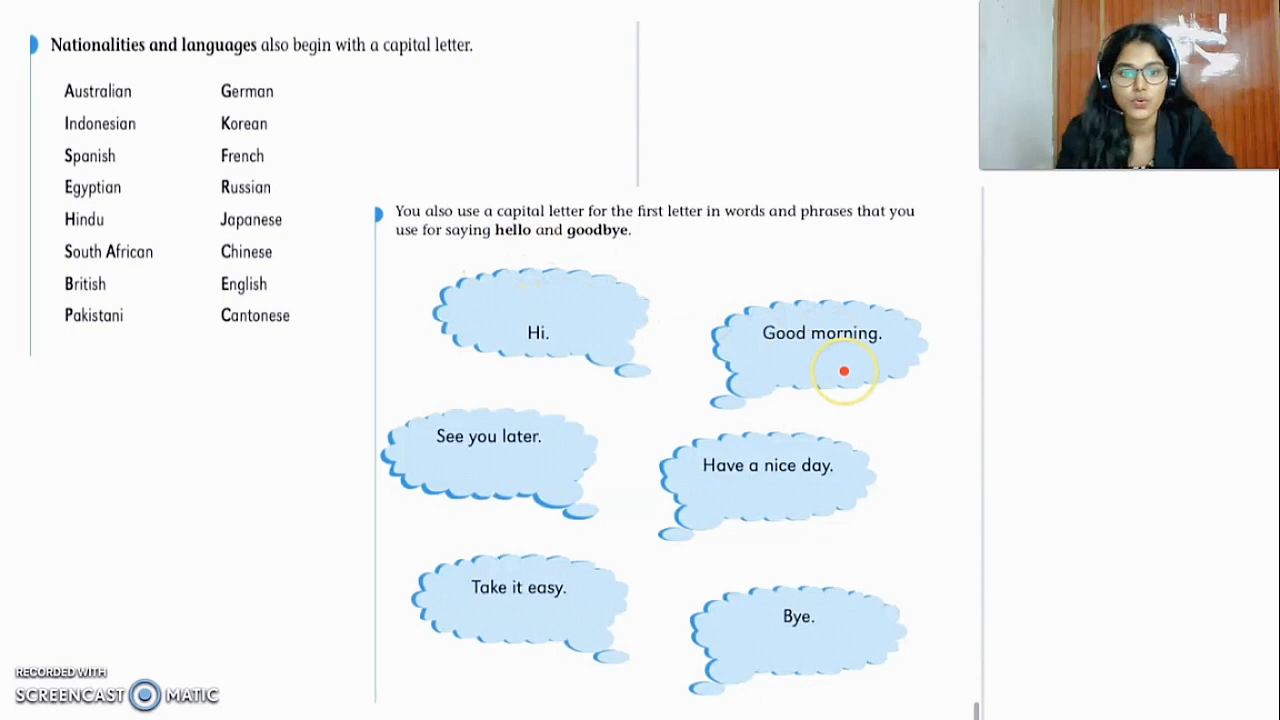 Nationalities and languages also begin with a capital letter.
Australian German
Indonesian Korean
Spanish French
Egyptian Russian
Hindu Japanese
South African Chinese
British English
Pakistani Cantonese
You also use a capital letter for the first letter in words and phrases that you
use for saying hello and goodbye.
Hi.
Good morning.
See you later.
Have a nice day.
Take it easy.
Bye.
RECORDED WITH
SCREENCAST MATIC